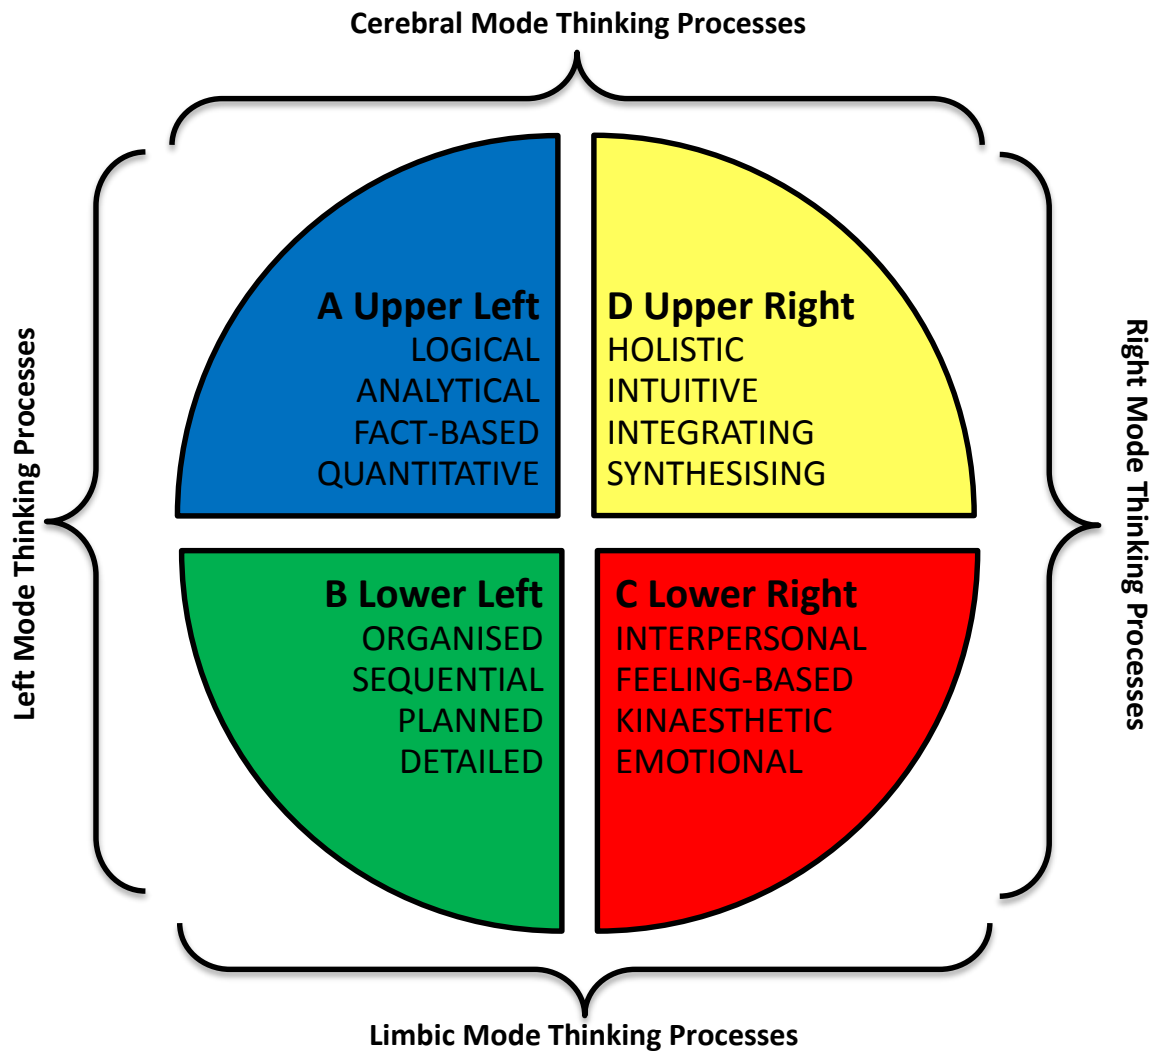 Cerebral Mode Thinking Processes
Left Mode Thinking Processes
A Upper Left
LOGICAL
ANALYTICAL
FACT-BASED
QUANTITATIVE
D Upper Right
HOLISTIC
INTUITIVE
INTEGRATING
SYNTHESISING
B Lower Left
ORGANISED
SEQUENTIAL
PLANNED
DETAILED
C Lower Right
INTERPERSONAL
FEELING-BASED
KINAESTHETIC
EMOTIONAL
Right Mode Thinking Processes
Limbic Mode Thinking Processes